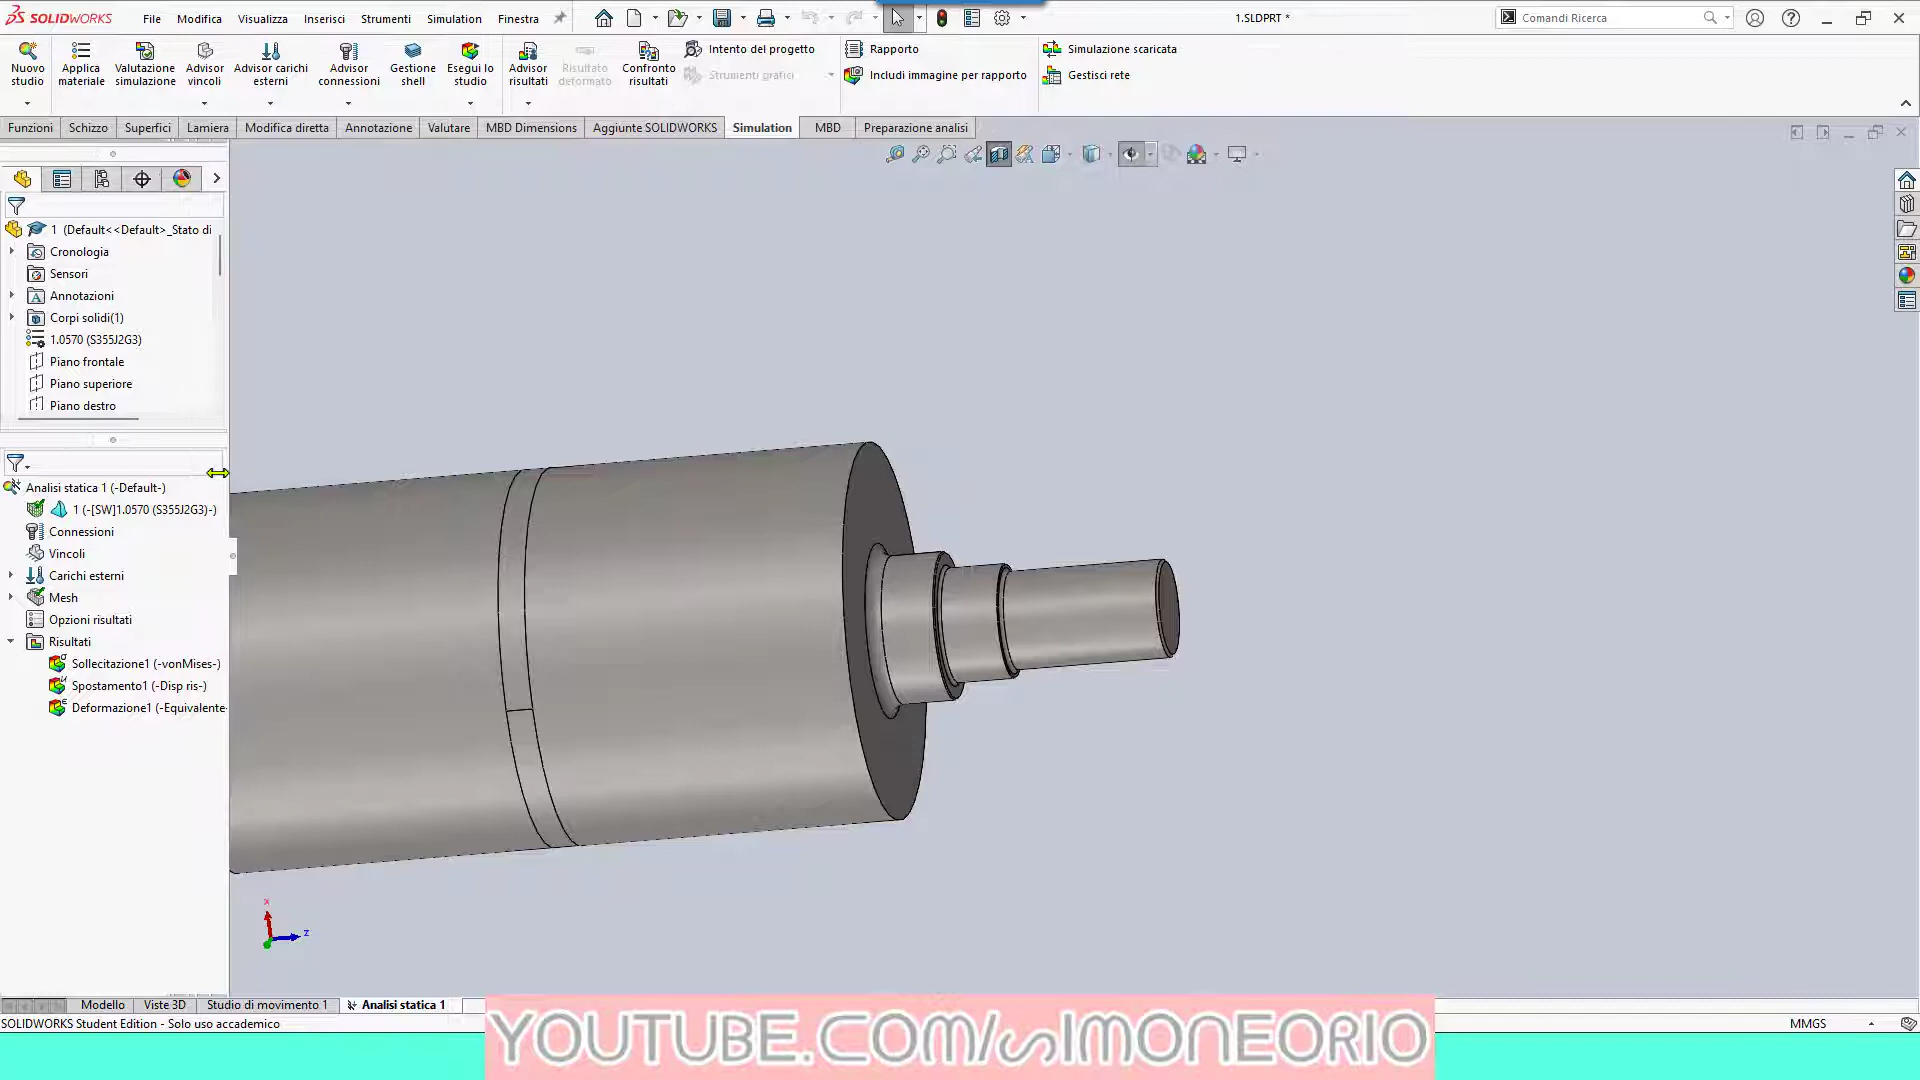 SOLIDWORKS File Modifica Visualizza Inserisci Strumenti Simulation Finestra 1.SLDPRT * Comandi Ricerca
Nuovo studio
Applica materiale
Valutazione simulazione
Advisor vincoli
Advisor carichi esterni
Advisor connessioni
Gestione shell
Esegui lo studio
Advisor risultati
Risultato deformato
Confronto risultati
Intento del progetto
Strumenti grafici
Rapporto
Includi immagine per rapporto
Simulazione scaricata
Gestisci rete
Funzioni Schizzo Superfici Lamiera Modifica diretta Annotazione Valutare MBD Dimensions Aggiunte SOLIDWORKS Simulation MBD Preparazione analisi
1 (Default<<Default>_Stato di
Cronologia
Sensori
Annotazioni
Corpi solidi(1)
1.0570 (S355J2G3)
Piano frontale
Piano superiore
Piano destro
Analisi statica 1 (-Default-)
1 (-[SW]1.0570 (S355J2G3)-)
Connessioni
Vincoli
Carichi esterni
Mesh
Opzioni risultati
Risultati
Sollecitazione1 (-vonMises-)
Spostamento1 (-Disp ris-)
Deformazione1 (-Equivalente-
x
z
Modello Viste 3D Studio di movimento 1 Analisi statica 1
SOLIDWORKS Student Edition - Solo uso accademico
MMGS
YOUTUBE.COM/SIMONEORIO